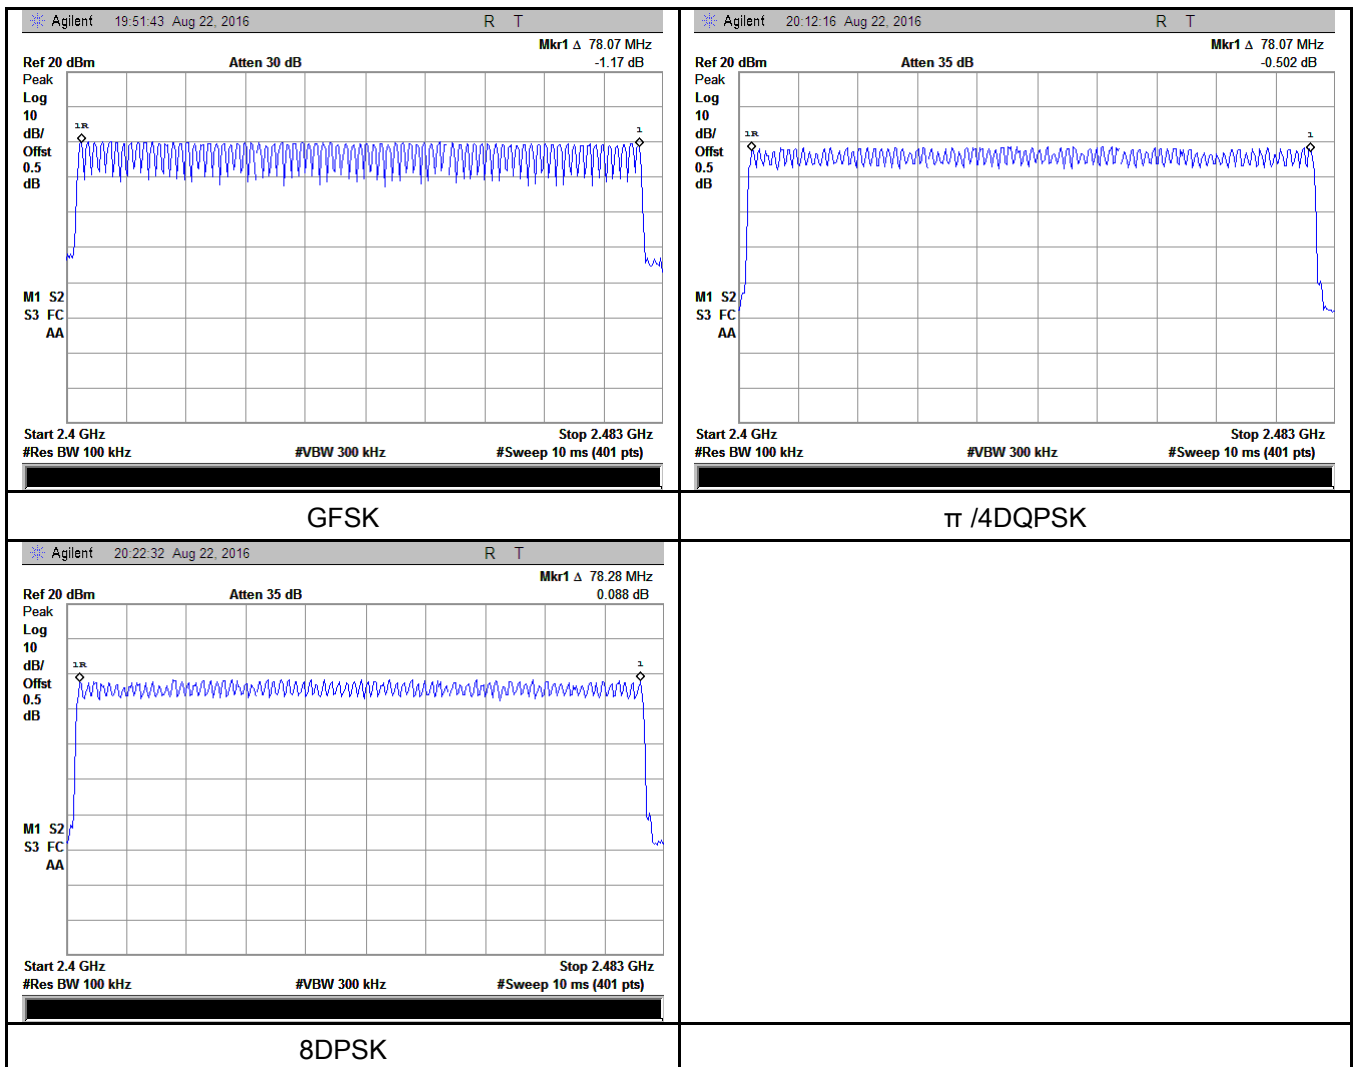 Agilent 19:51:43 Aug 22, 2016 R T
Mkr1 Δ 78.07 MHz
Ref 20 dBm Atten 30 dB -1.17 dB
Peak
Log
10
dB/
Offst
0.5
dB
1R
1
M1 S2
S3 FC
AA
Start 2.4 GHz Stop 2.483 GHz
#Res BW 100 kHz #VBW 300 kHz #Sweep 10 ms (401 pts)
GFSK
Agilent 20:12:16 Aug 22, 2016 R T
Mkr1 Δ 78.07 MHz
Ref 20 dBm Atten 35 dB -0.502 dB
Peak
Log
10
dB/
Offst
0.5
dB
1R
1
M1 S2
S3 FC
AA
Start 2.4 GHz Stop 2.483 GHz
#Res BW 100 kHz #VBW 300 kHz #Sweep 10 ms (401 pts)
π /4DQPSK
Agilent 20:22:32 Aug 22, 2016 R T
Mkr1 Δ 78.28 MHz
Ref 20 dBm Atten 35 dB 0.088 dB
Peak
Log
10
dB/
Offst
0.5
dB
1R
1
M1 S2
S3 FC
AA
Start 2.4 GHz Stop 2.483 GHz
#Res BW 100 kHz #VBW 300 kHz #Sweep 10 ms (401 pts)
8DPSK